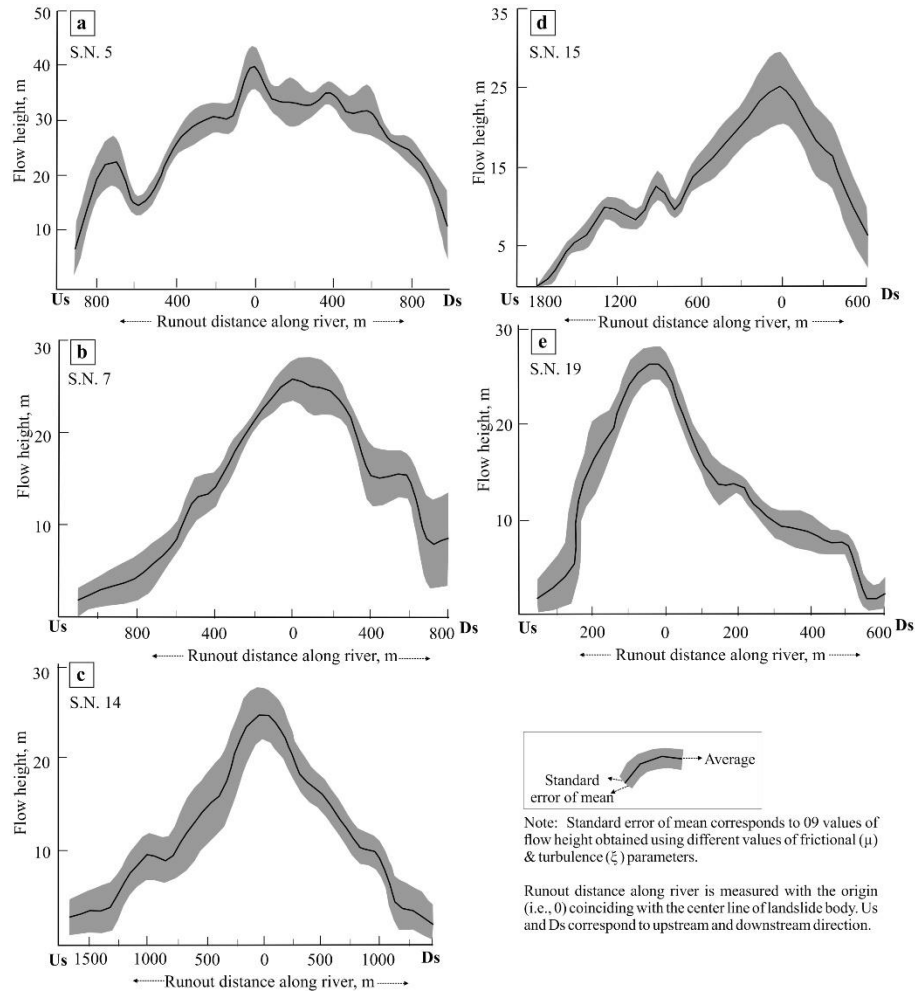 a
S.N. 5
Flow height, m
50
40
30
20
10
Us 800 400 0 400 800 Ds
Runout distance along river, m
d
S.N. 15
Flow height, m
35
25
15
5
Us 1800 1200 600 0 600 Ds
Runout distance along river, m
b
S.N. 7
Flow height, m
30
20
10
Us 800 400 0 400 800 Ds
Runout distance along river, m
e
S.N. 19
Flow height, m
30
20
10
Us 200 0 200 400 600 Ds
Runout distance along river, m
c
S.N. 14
Flow height, m
30
20
10
Us 1500 1000 500 0 500 1000 Ds
Runout distance along river, m
Average
Standard
error of mean
Note: Standard error of mean corresponds to 09 values of
flow height obtained using different values of frictional (μ)
& turbulence (ξ) parameters.
Runout distance along river is measured with the origin
(i.e., 0) coinciding with the center line of landslide body. Us
and Ds correspond to upstream and downstream direction.